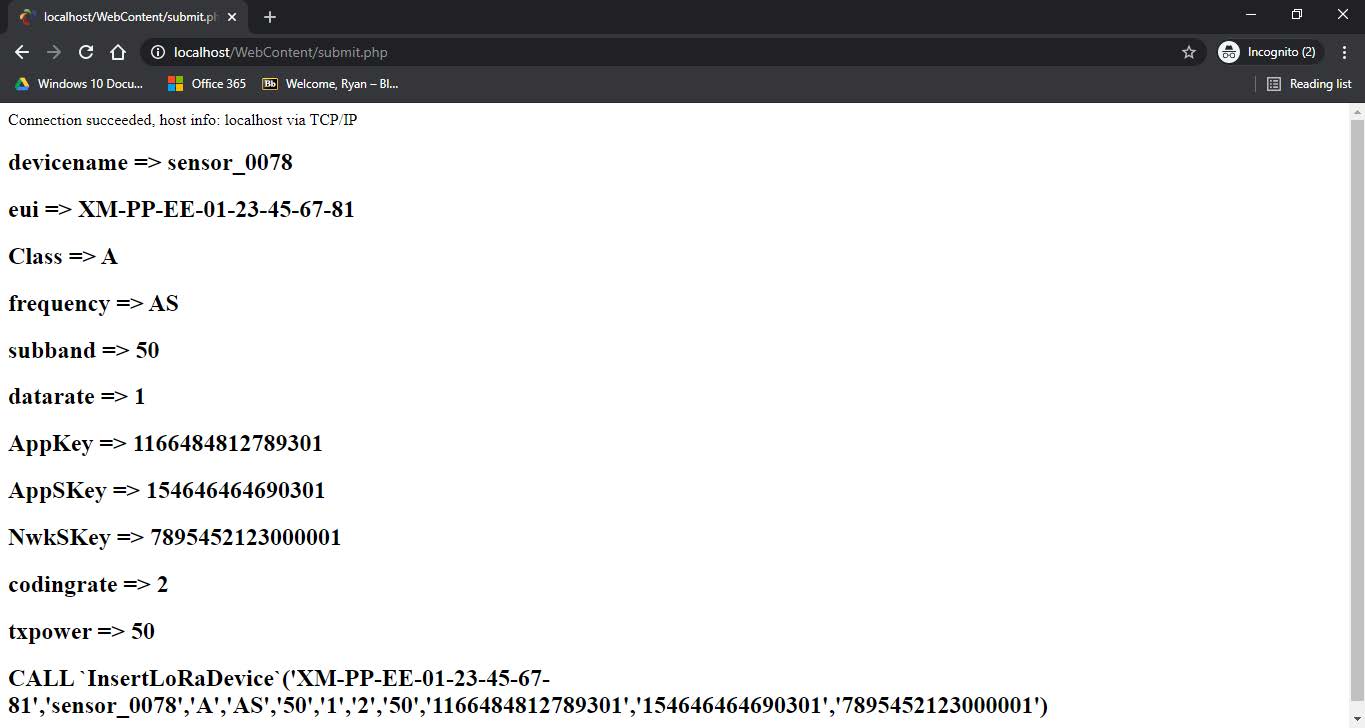 localhost/WebContent/submit.ph
localhost/WebContent/submit.php
Incognito (2)
Windows 10 Docu...
Office 365
Bb
Welcome, Ryan – Bl...
Reading list
Connection succeeded, host info: localhost via TCP/IP
devicename => sensor_0078
eui => XM-PP-EE-01-23-45-67-81
Class => A
frequency => AS
subband => 50
datarate => 1
AppKey => 1166484812789301
AppSKey => 154646464690301
NwkSKey => 7895452123000001
codingrate => 2
txpower => 50
CALL `InsertLoRaDevice`('XM-PP-EE-01-23-45-67-
81','sensor_0078','A','AS','50','1','2','50','1166484812789301','154646464690301','7895452123000001')